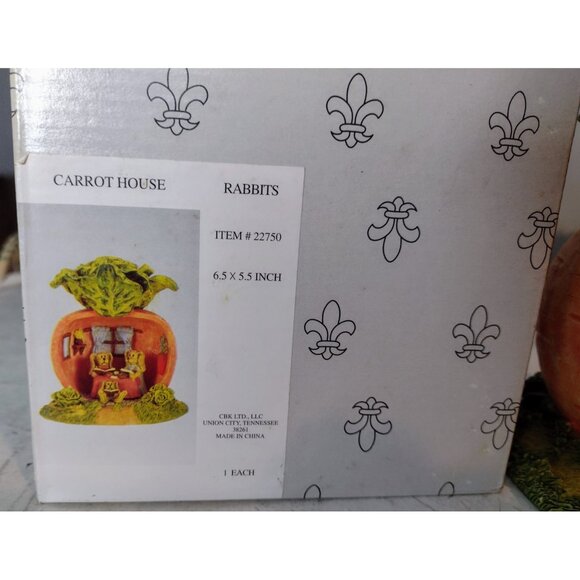 CARROT HOUSE
RABBITS
ITEM # 22750
6.5 X 5.5 INCH
CBK LTD., LLC
UNION CITY, TENNESSEE
38261
MADE IN CHINA
1 EACH